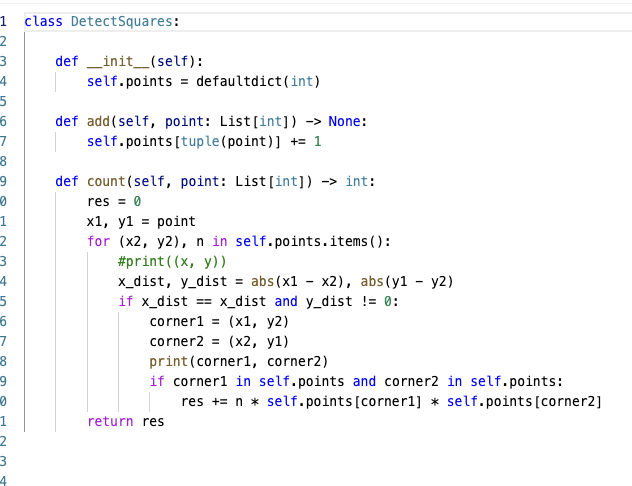 1 class DetectSquares:
2
3     def __init__(self):
4         self.points = defaultdict(int)
5
6     def add(self, point: List[int]) -> None:
7         self.points[tuple(point)] += 1
8
9     def count(self, point: List[int]) -> int:
0         res = 0
1         x1, y1 = point
2         for (x2, y2), n in self.points.items():
3             #print((x, y))
4             x_dist, y_dist = abs(x1 - x2), abs(y1 - y2)
5             if x_dist == x_dist and y_dist != 0:
6                 corner1 = (x1, y2)
7                 corner2 = (x2, y1)
8                 print(corner1, corner2)
9                 if corner1 in self.points and corner2 in self.points:
0                     res += n * self.points[corner1] * self.points[corner2]
1         return res
2
3
4